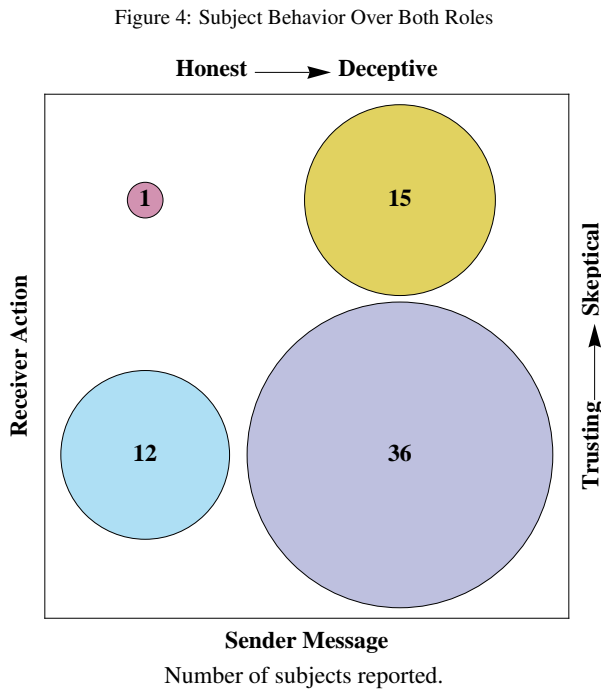 Figure 4: Subject Behavior Over Both Roles
Honest → Deceptive
1
15
Receiver Action
Trusting → Skeptical
12
36
Sender Message
Number of subjects reported.